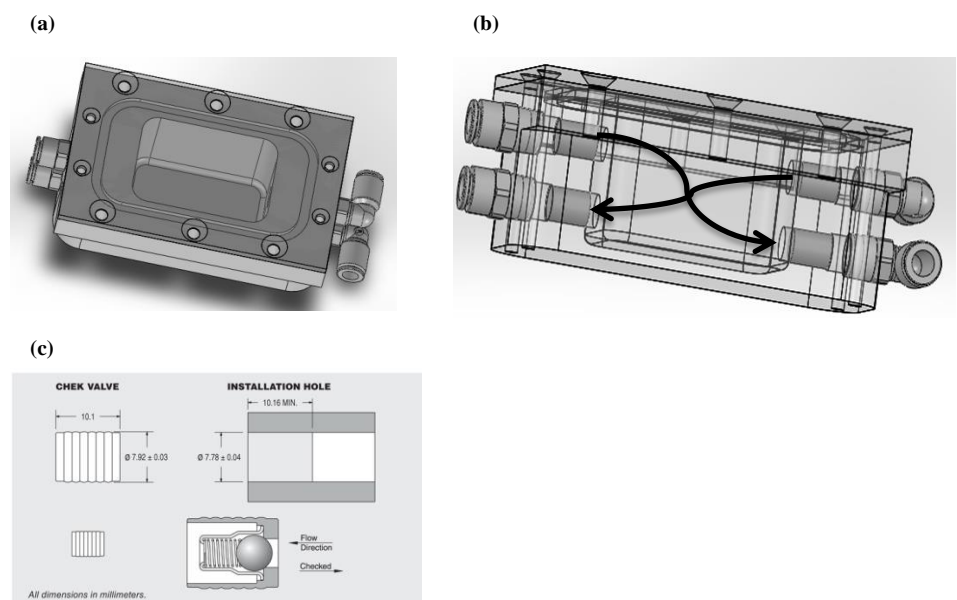 (a)
(b)
(c)
CHEK VALVE
INSTALLATION HOLE
10.1
10.16 MIN.
Ø 7.92 ± 0.03
Ø 7.78 ± 0.04
Flow
Direction
Checked
All dimensions in millimeters.